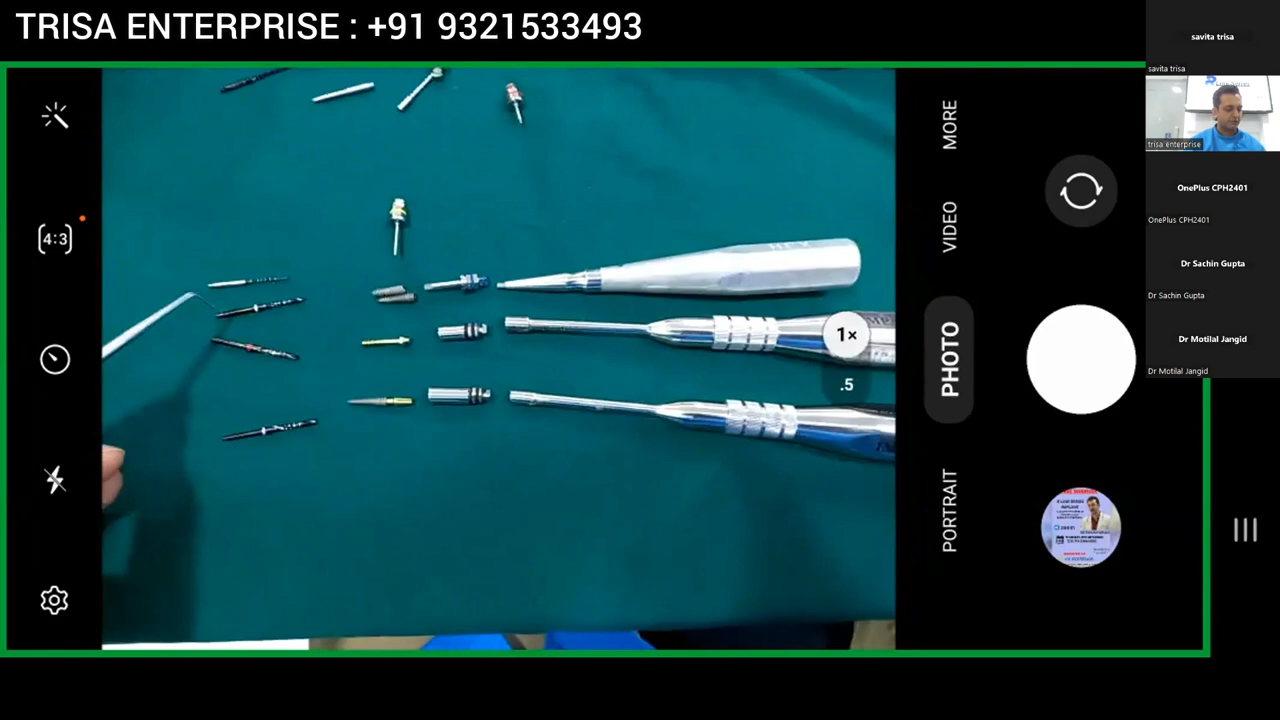 TRISA ENTERPRISE : +91 9321533493
4:3
MORE
VIDEO
PHOTO
PORTRAIT
1×
.5
savita trisa
savita trisa
trisa enterprise
OnePlus CPH2401
OnePlus CPH2401
Dr Sachin Gupta
Dr Sachin Gupta
Dr Motilal Jangid
Dr Motilal Jangid